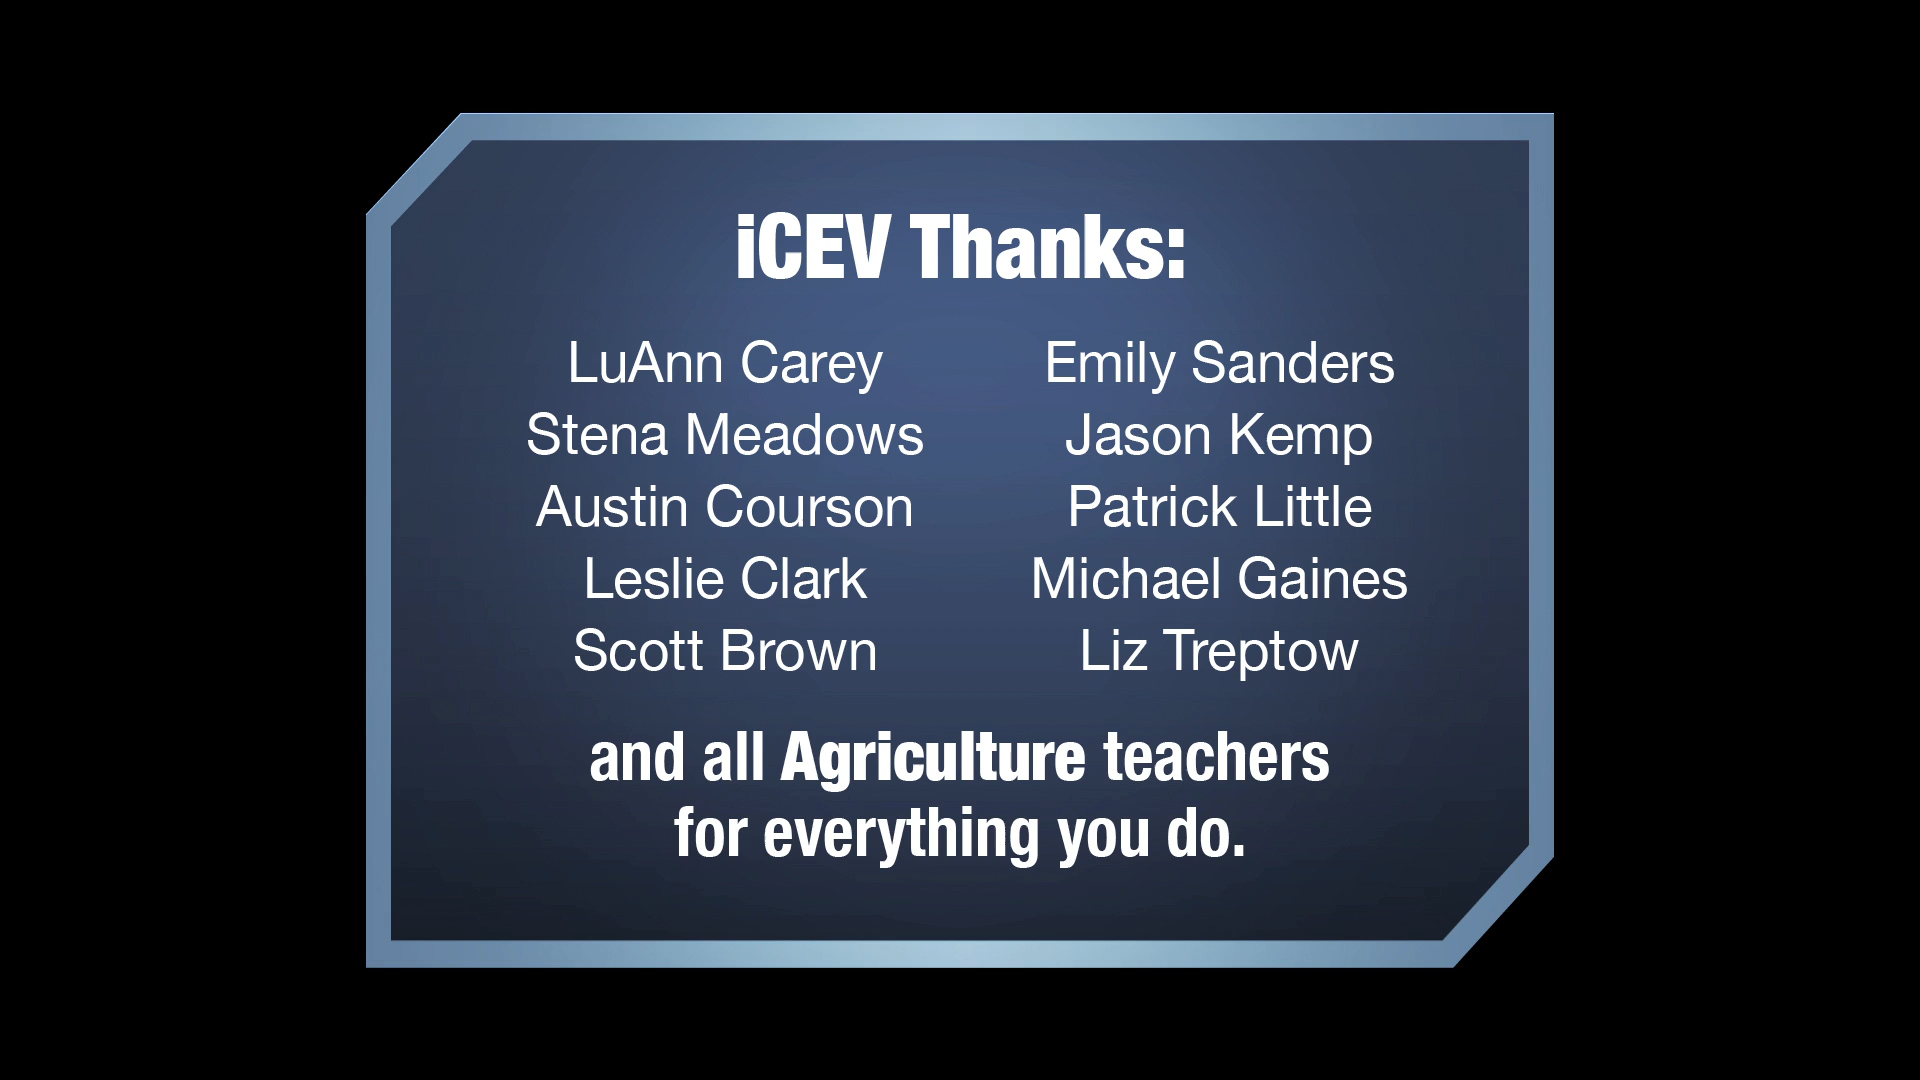 iCEV Thanks:
LuAnn Carey
Stena Meadows
Austin Courson
Leslie Clark
Scott Brown
Emily Sanders
Jason Kemp
Patrick Little
Michael Gaines
Liz Treptow
and all Agriculture teachers
for everything you do.